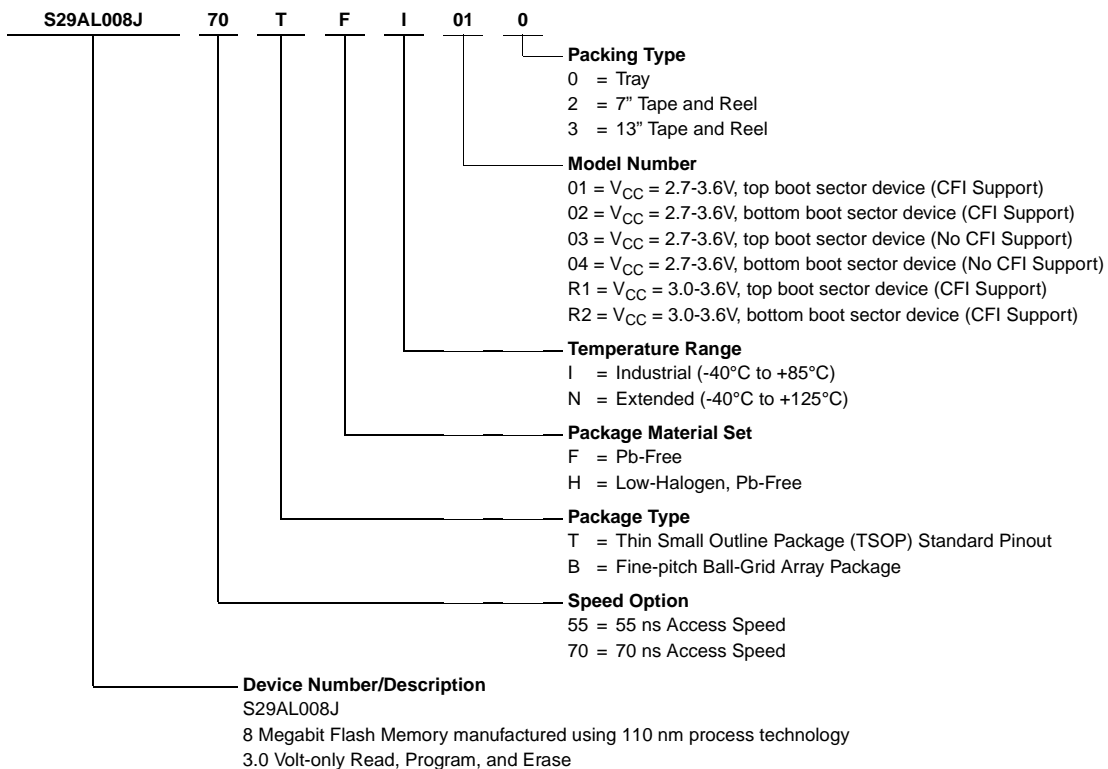 S29AL008J 70 T F I 01 0
Packing Type
0 = Tray
2 = 7” Tape and Reel
3 = 13” Tape and Reel
Model Number
01 = VCC = 2.7-3.6V, top boot sector device (CFI Support)
02 = VCC = 2.7-3.6V, bottom boot sector device (CFI Support)
03 = VCC = 2.7-3.6V, top boot sector device (No CFI Support)
04 = VCC = 2.7-3.6V, bottom boot sector device (No CFI Support)
R1 = VCC = 3.0-3.6V, top boot sector device (CFI Support)
R2 = VCC = 3.0-3.6V, bottom boot sector device (CFI Support)
Temperature Range
I = Industrial (-40°C to +85°C)
N = Extended (-40°C to +125°C)
Package Material Set
F = Pb-Free
H = Low-Halogen, Pb-Free
Package Type
T = Thin Small Outline Package (TSOP) Standard Pinout
B = Fine-pitch Ball-Grid Array Package
Speed Option
55 = 55 ns Access Speed
70 = 70 ns Access Speed
Device Number/Description
S29AL008J
8 Megabit Flash Memory manufactured using 110 nm process technology
3.0 Volt-only Read, Program, and Erase